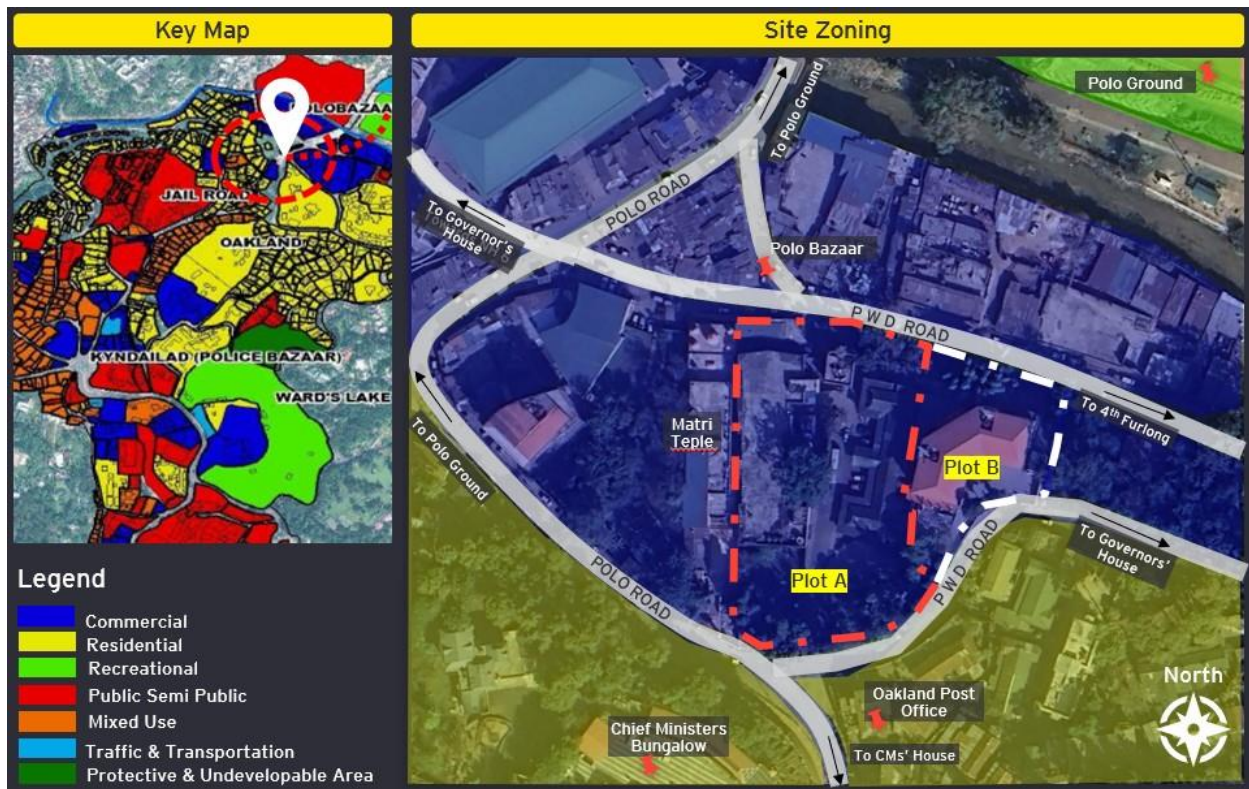 Key Map
POLOBAZAA
JAIL ROAD
OAKLAND
KYNDAILAD (POLICE BAZAAR)
WARD'S LAKE
Legend
Commercial
Residential
Recreational
Public Semi Public
Mixed Use
Traffic & Transportation
Protective & Undevelopable Area
Site Zoning
Polo Ground
To Polo Ground
POLO ROAD
To Governor's
House
Polo Bazaar
PWD ROAD
To 4th Furlong
Matri
Teple
Plot B
To Polo Ground
PWD ROAD
To Governors'
House
Plot A
POLO ROAD
North
Oakland Post
Office
Chief Ministers
Bungalow
To CMs' House